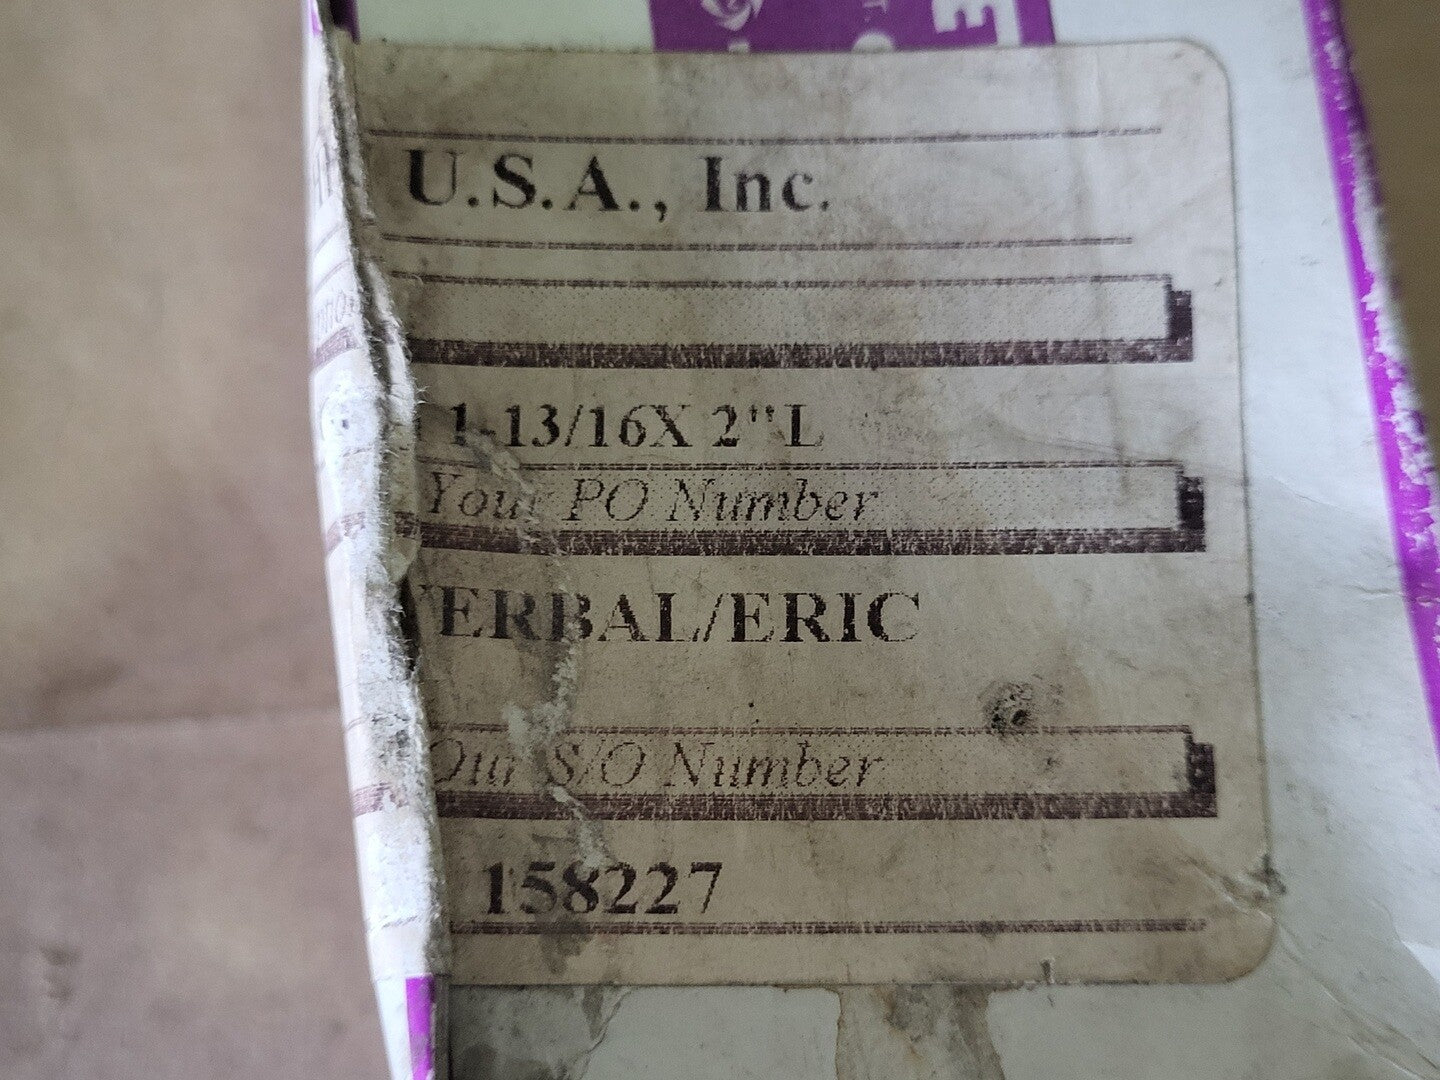 U.S.A., Inc.
1-13/16X 2"L
Your PO Number
VERBAL/ERIC
Our S/O Number
158227